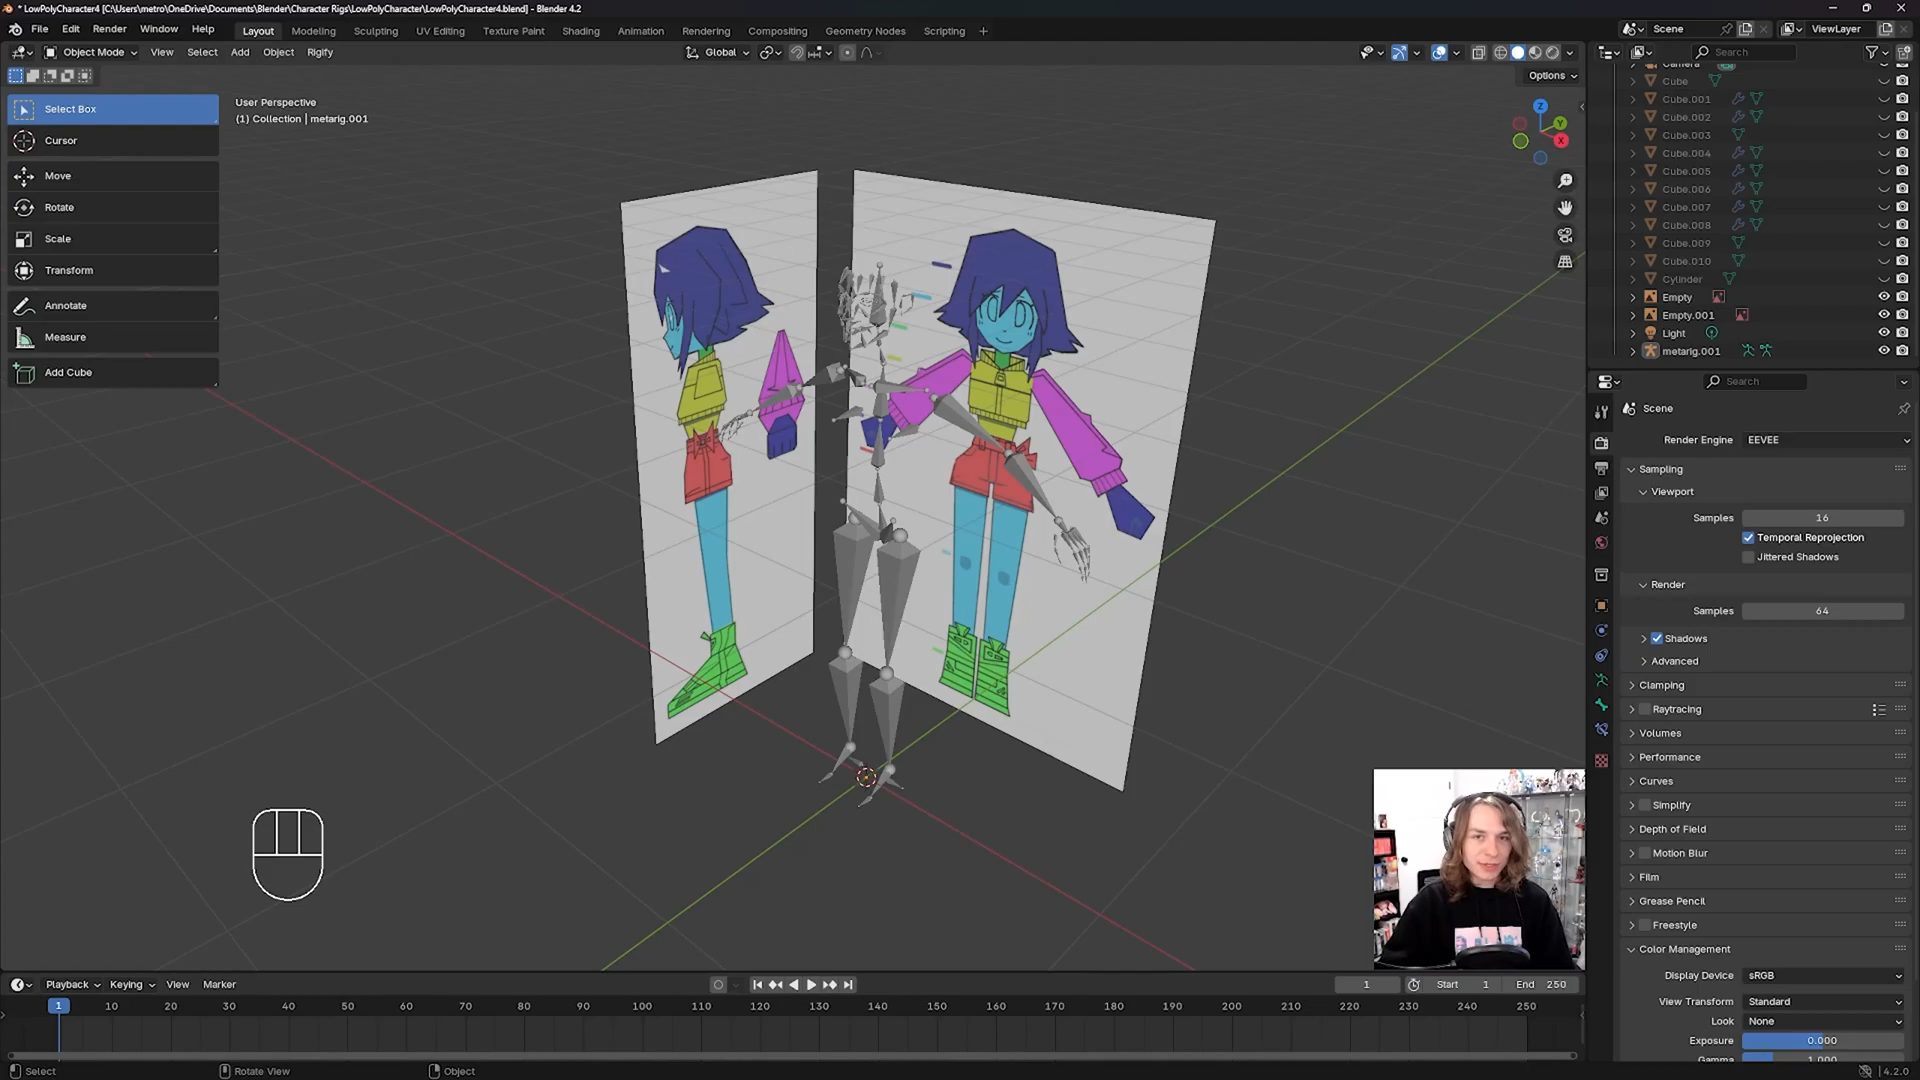 * LowPolyCharacter4 [C:\Users\metro\OneDrive\Documents\Blender\Character Rigs\LowPolyCharacter\LowPolyCharacter4.blend] - Blender 4.2
File Edit Render Window Help
Layout Modeling Sculpting UV Editing Texture Paint Shading Animation Rendering Compositing Geometry Nodes Scripting +
Scene
ViewLayer
Object Mode View Select Add Object Rigify
Global
Search
Options
Select Box
Cursor
Move
Rotate
Scale
Transform
Annotate
Measure
Add Cube
User Perspective
(1) Collection | metarig.001
Z
Y
X
Camera
Cube
Cube.001
Cube.002
Cube.003
Cube.004
Cube.005
Cube.006
Cube.007
Cube.008
Cube.009
Cube.010
Cylinder
Empty
Empty.001
Light
metarig.001
Search
Scene
Render Engine EEVEE
Sampling
Viewport
Samples 16
Temporal Reprojection
Jittered Shadows
Render
Samples 64
Shadows
Advanced
Clamping
Raytracing
Volumes
Performance
Curves
Simplify
Depth of Field
Motion Blur
Film
Grease Pencil
Freestyle
Color Management
Display Device sRGB
View Transform Standard
Look None
Exposure 0.000
Gamma 1.000
Playback Keying View Marker
1 Start 1 End 250
1 10 20 30 40 50 60 70 80 90 100 110 120 130 140 150 160 170 180 190 200 210 220 230 240 250
Select Rotate View Object
4.2.0